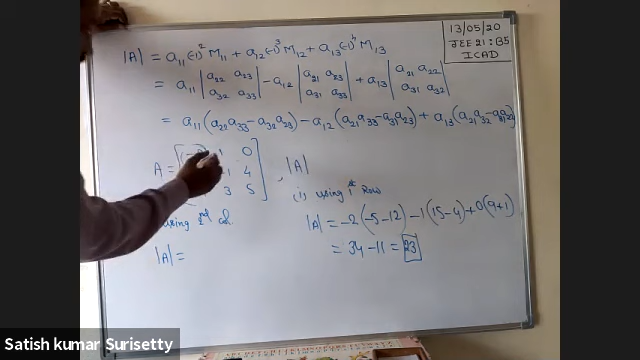 13/05/20
JEE21:B5
ICAD
|A| = a₁₁(-1)² M₁₁ + a₁₂(-1)³ M₁₂ + a₁₃(-1)⁴ M₁₃
= a₁₁ |a₂₂ a₂₃ a₃₂ a₃₃| - a₁₂ |a₂₁ a₂₃ a₃₁ a₃₃| + a₁₃ |a₂₁ a₂₂ a₃₁ a₃₂|
= a₁₁(a₂₂a₃₃ - a₃₂a₂₃) - a₁₂(a₂₁a₃₃ - a₃₁a₂₃) + a₁₃(a₂₁a₃₂ - a₃₁a₂₂)
1 0
A = 1 4 , |A|
3 5
(i) using 1st Row
using 2nd col.
|A| = -2(-5-12) -1(15-4) + 0(9+1)
= 34 - 11 = 23
|A| =
Satish kumar Surisetty